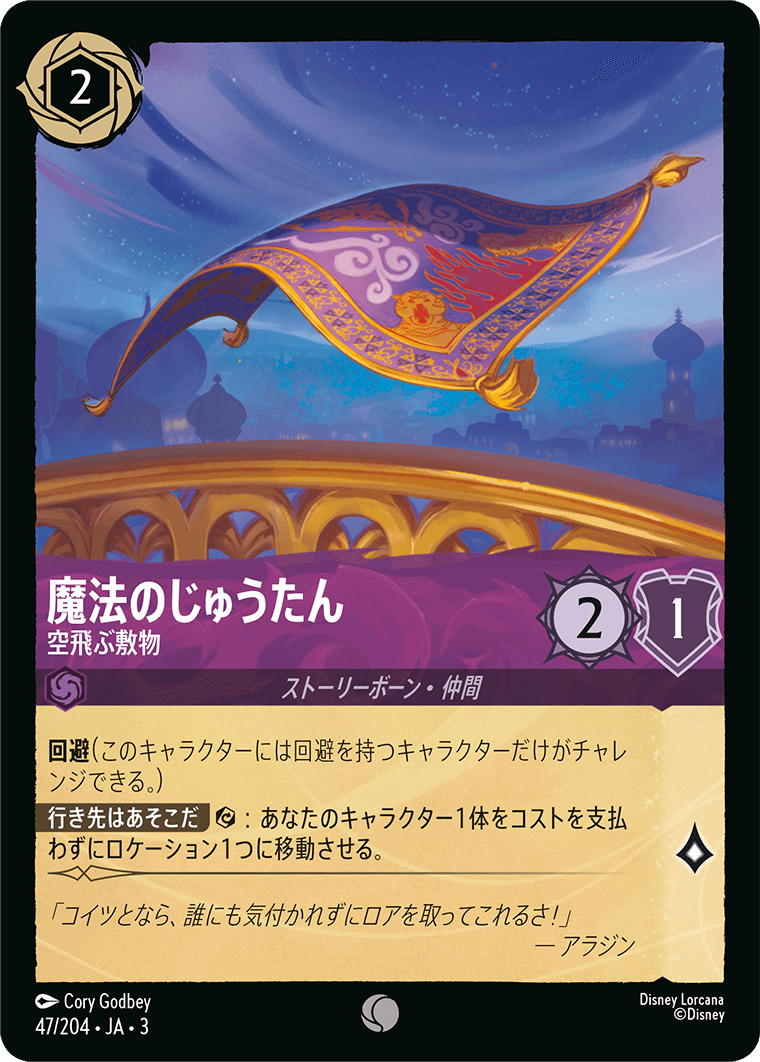 2
魔法のじゅうたん
空飛ぶ敷物
2
1
ストーリーボーン・仲間
回避(このキャラクターには回避を持つキャラクターだけがチャレ
ンジできる。)
行き先はあそこだ : あなたのキャラクター1体をコストを支払
わずにロケーション1つに移動させる。
「コイツとなら、誰にも気付かれずにロアを取ってこれるさ!」
— アラジン
Cory Godbey
47/204 • JA • 3
Disney Lorcana
©Disney